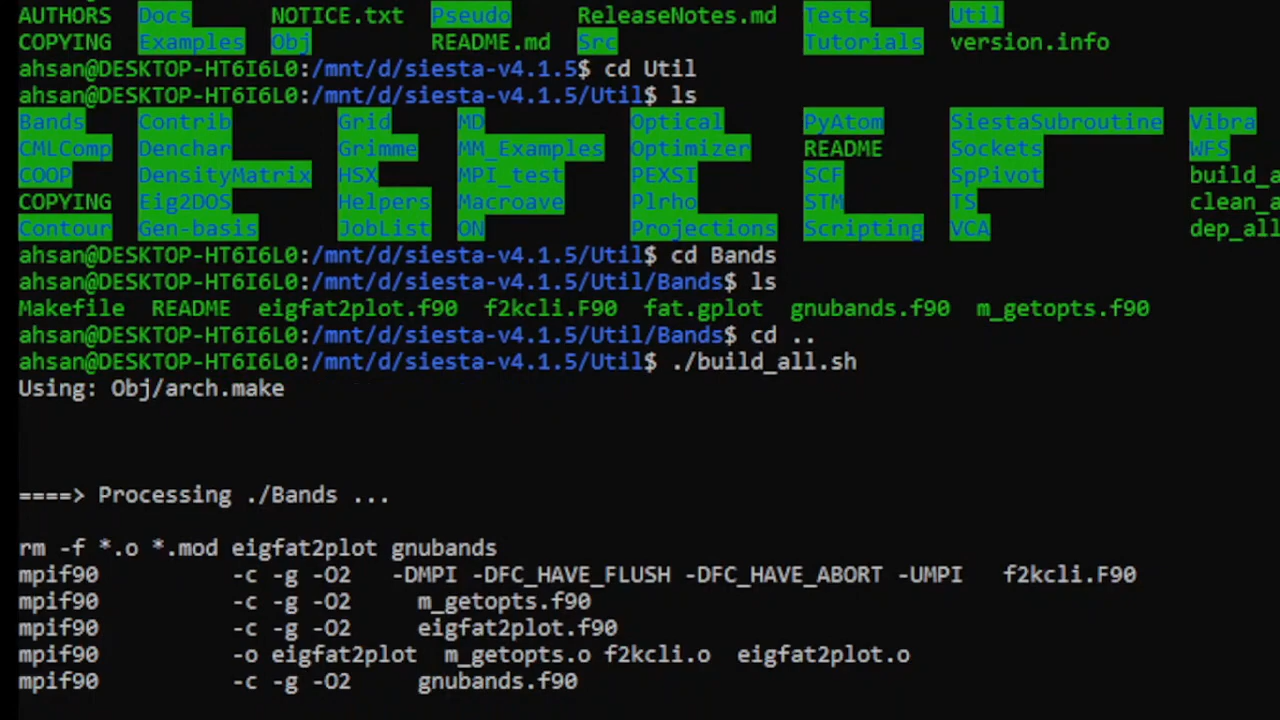 AUTHORS Docs NOTICE.txt Pseudo ReleaseNotes.md Tests Util
COPYING Examples Obj README.md Src Tutorials version.info
ahsan@DESKTOP-HT6I6L0:/mnt/d/siesta-v4.1.5$ cd Util
ahsan@DESKTOP-HT6I6L0:/mnt/d/siesta-v4.1.5/Util$ ls
Bands Contrib Grid MD Optical PyAtom SiestaSubroutine Vibra
CMLComp Denchar Grimme MM_Examples Optimizer README Sockets WFS
COOP DensityMatrix HSX MPI_test PEXSI SCF SpPivot build_a
COPYING Eig2DOS Helpers Macroave Plrho STM TS clean_a
Contour Gen-basis JobList ON Projections Scripting VCA dep_all
ahsan@DESKTOP-HT6I6L0:/mnt/d/siesta-v4.1.5/Util$ cd Bands
ahsan@DESKTOP-HT6I6L0:/mnt/d/siesta-v4.1.5/Util/Bands$ ls
Makefile README eigfat2plot.f90 f2kcli.F90 fat.gplot gnubands.f90 m_getopts.f90
ahsan@DESKTOP-HT6I6L0:/mnt/d/siesta-v4.1.5/Util/Bands$ cd ..
ahsan@DESKTOP-HT6I6L0:/mnt/d/siesta-v4.1.5/Util$ ./build_all.sh
Using: Obj/arch.make
====> Processing ./Bands ...
rm -f *.o *.mod eigfat2plot gnubands
mpif90 -c -g -O2 -DMPI -DFC_HAVE_FLUSH -DFC_HAVE_ABORT -UMPI f2kcli.F90
mpif90 -c -g -O2 m_getopts.f90
mpif90 -c -g -O2 eigfat2plot.f90
mpif90 -o eigfat2plot m_getopts.o f2kcli.o eigfat2plot.o
mpif90 -c -g -O2 gnubands.f90